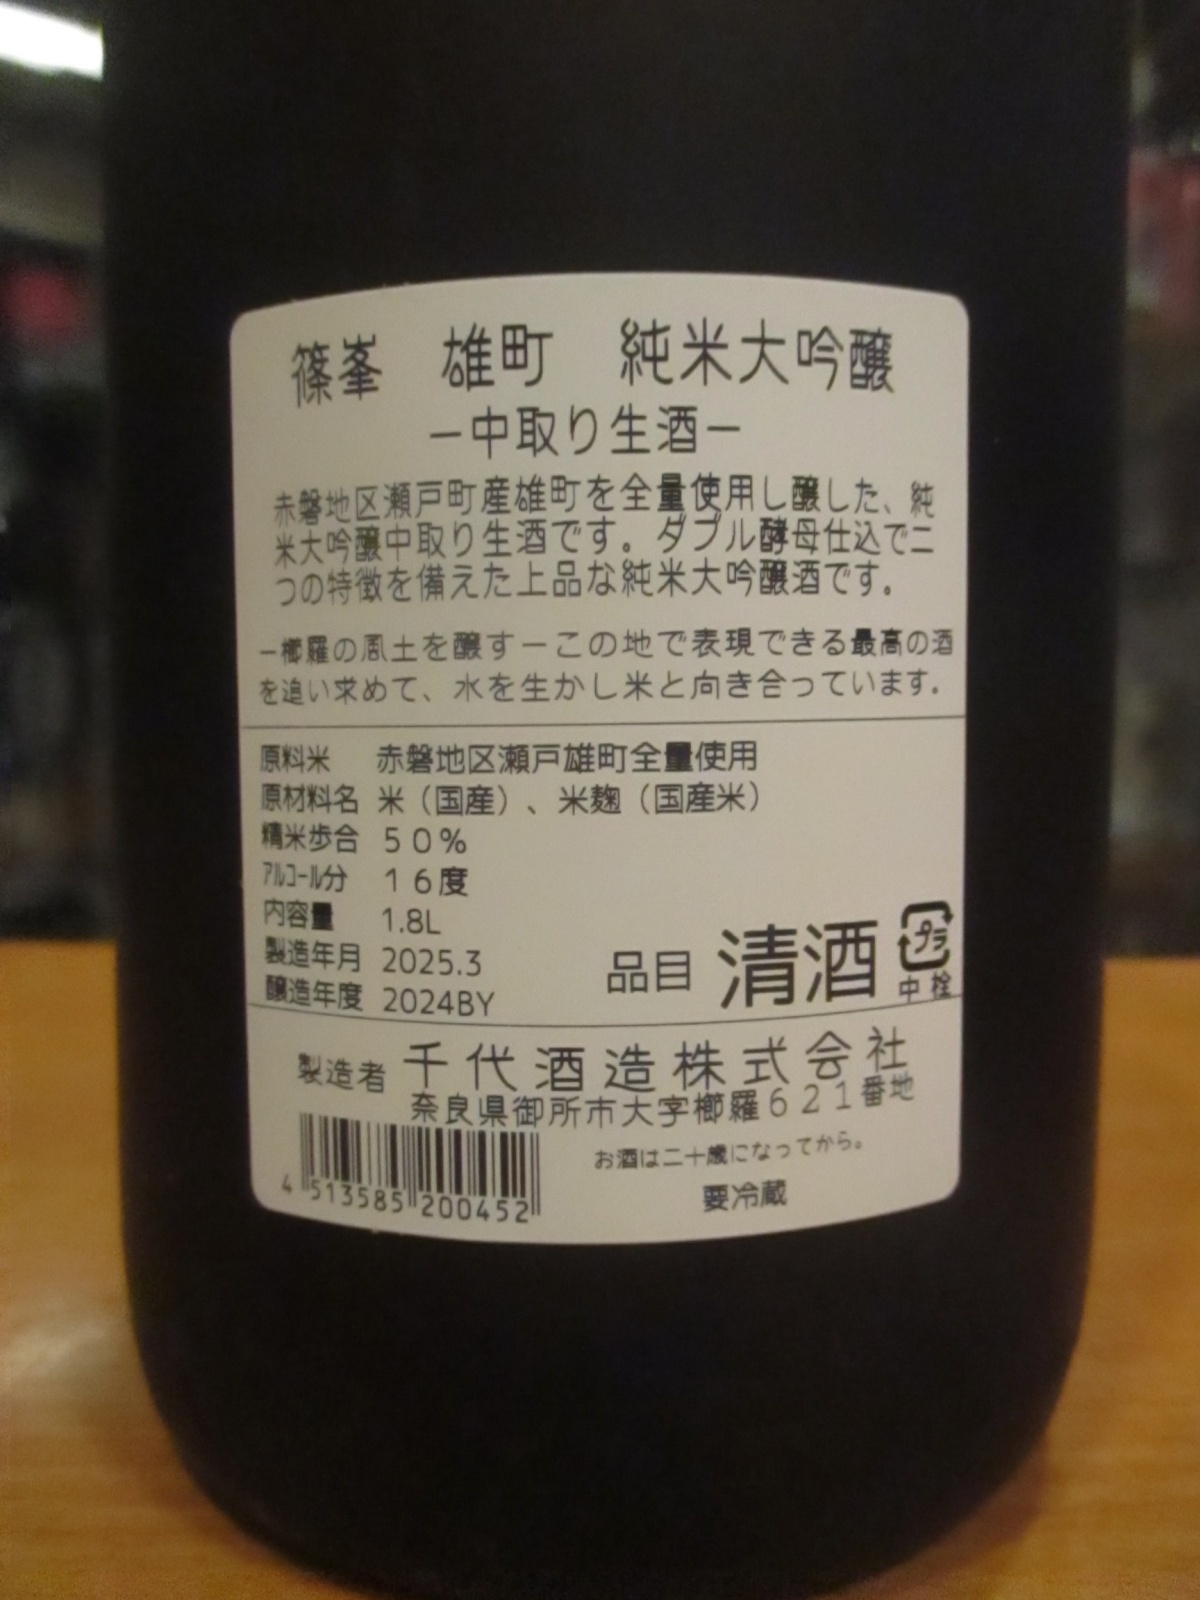 篠峯　雄町　純米大吟醸
－中取り生酒－
赤磐地区瀬戸町産雄町を全量使用し醸した、純
米大吟醸中取り生酒です。ダブル酵母仕込で二
つの特徴を備えた上品な純米大吟醸酒です。
－櫛羅の風土を醸す－この地で表現できる最高の酒
を追い求めて、水を生かし米と向き合っています。
原料米　赤磐地区瀬戸雄町全量使用
原材料名　米（国産）、米麹（国産米）
精米歩合　５０％
ｱﾙｺｰﾙ分　１６度
内容量　1.8L
製造年月　2025.3
醸造年度　2024BY
品目　清酒
プラ
中栓
製造者　千代酒造株式会社
奈良県御所市大字櫛羅６２１番地
お酒は二十歳になってから。
要冷蔵
4 513585 200452